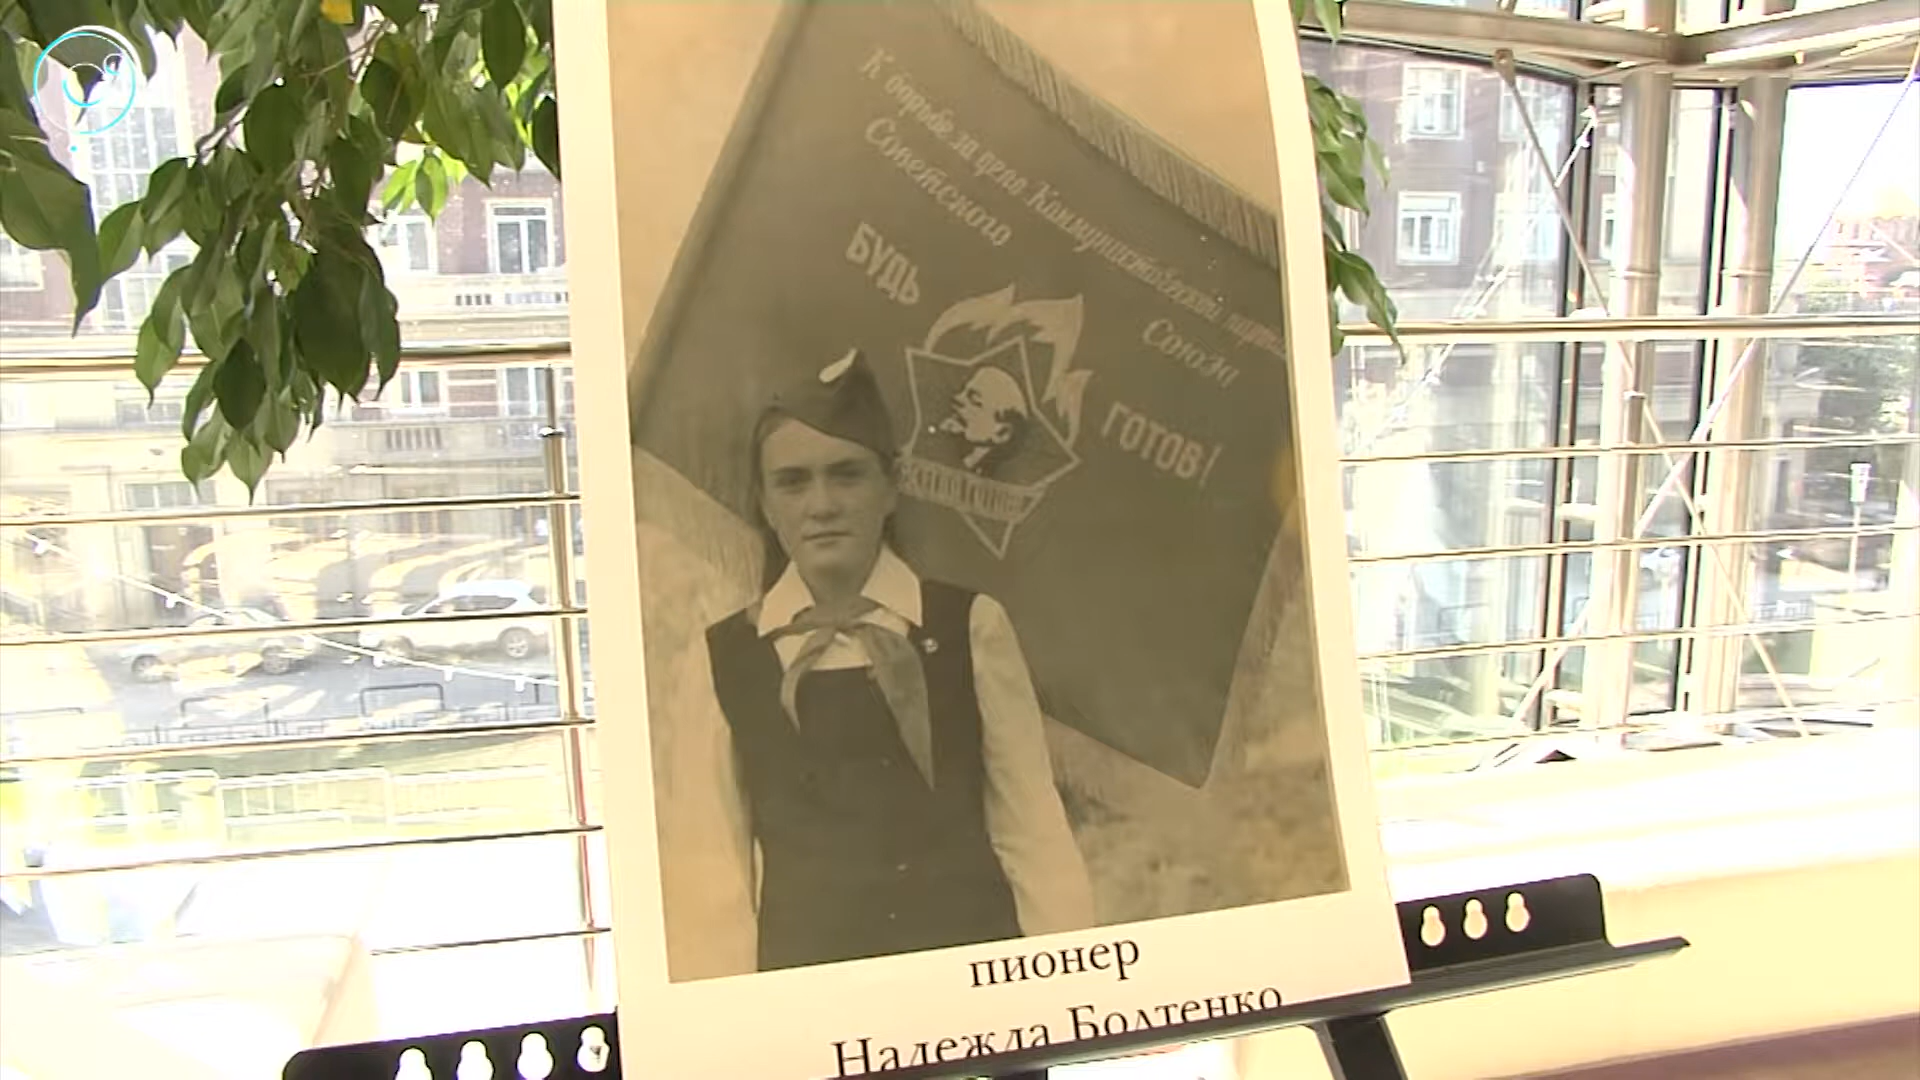 К борьбе за дело Коммунистической партии
Советского
Союза
БУДЬ
ГОТОВ!
пионер
Надежда Болтенко